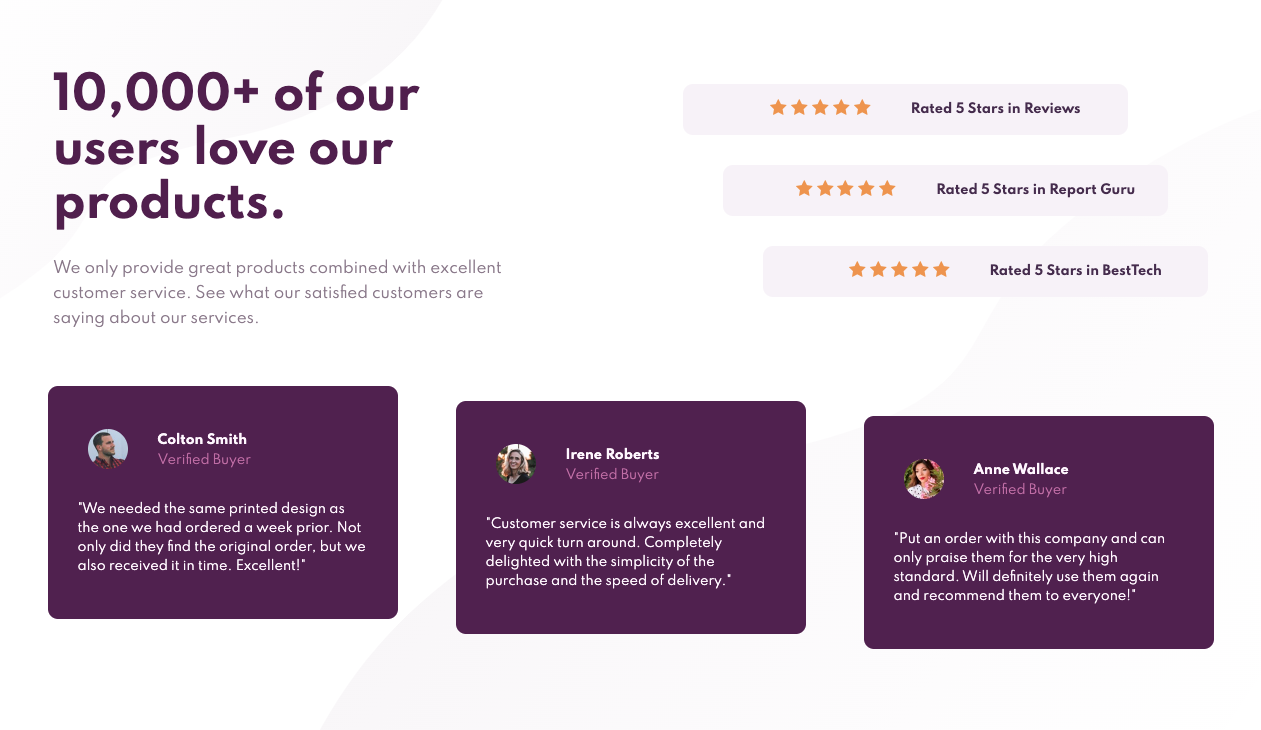 10,000+ of our
users love our
products.
We only provide great products combined with excellent
customer service. See what our satisfied customers are
saying about our services.
Rated 5 Stars in Reviews
Rated 5 Stars in Report Guru
Rated 5 Stars in BestTech
Colton Smith
Verified Buyer
"We needed the same printed design as
the one we had ordered a week prior. Not
only did they find the original order, but we
also received it in time. Excellent!"
Irene Roberts
Verified Buyer
"Customer service is always excellent and
very quick turn around. Completely
delighted with the simplicity of the
purchase and the speed of delivery."
Anne Wallace
Verified Buyer
"Put an order with this company and can
only praise them for the very high
standard. Will definitely use them again
and recommend them to everyone!"